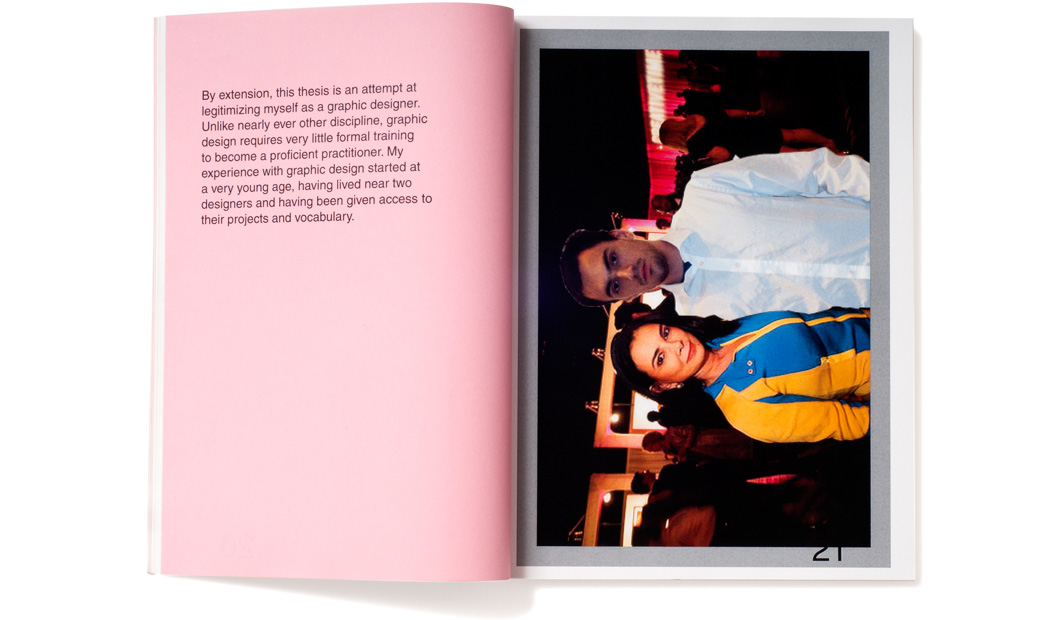 By extension, this thesis is an attempt at
legitimizing myself as a graphic designer.
Unlike nearly ever other discipline, graphic
design requires very little formal training
to become a proficient practitioner. My
experience with graphic design started at
a very young age, having lived near two
designers and having been given access to
their projects and vocabulary.
21